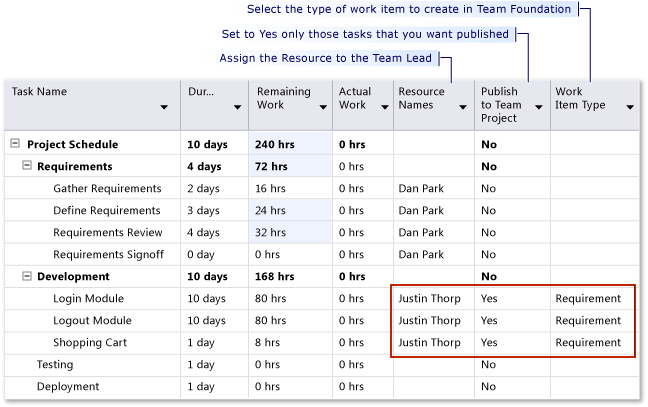 Select the type of work item to create in Team Foundation
Set to Yes only those tasks that you want published
Assign the Resource to the Team Lead
Task Name Dur... Remaining Work Actual Work Resource Names Publish to Team Project Work Item Type
Project Schedule 10 days 240 hrs 0 hrs No
Requirements 4 days 72 hrs 0 hrs No
Gather Requirements 2 days 16 hrs 0 hrs Dan Park No
Define Requirements 3 days 24 hrs 0 hrs Dan Park No
Requirements Review 4 days 32 hrs 0 hrs Dan Park No
Requirements Signoff 0 day 0 hrs 0 hrs Dan Park No
Development 10 days 168 hrs 0 hrs No
Login Module 10 days 80 hrs 0 hrs Justin Thorp Yes Requirement
Logout Module 10 days 80 hrs 0 hrs Justin Thorp Yes Requirement
Shopping Cart 1 day 8 hrs 0 hrs Justin Thorp Yes Requirement
Testing 1 day 0 hrs 0 hrs No
Deployment 1 day 0 hrs 0 hrs No